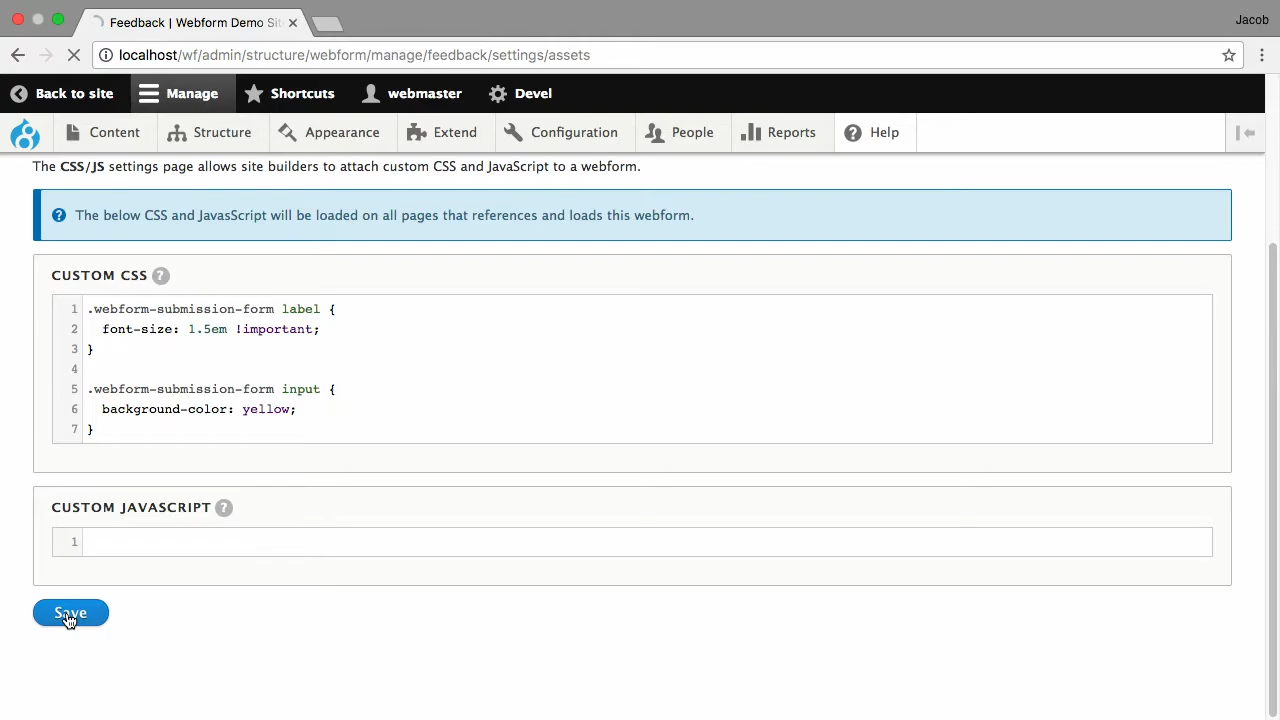 Feedback | Webform Demo Sit
Jacob
localhost/wf/admin/structure/webform/manage/feedback/settings/assets
Back to site Manage Shortcuts webmaster Devel
Content Structure Appearance Extend Configuration People Reports Help
The CSS/JS settings page allows site builders to attach custom CSS and JavaScript to a webform.
The below CSS and JavasScript will be loaded on all pages that references and loads this webform.
CUSTOM CSS ?
1 .webform-submission-form label {
2 font-size: 1.5em !important;
3 }
4
5 .webform-submission-form input {
6 background-color: yellow;
7 }
CUSTOM JAVASCRIPT ?
1
Save